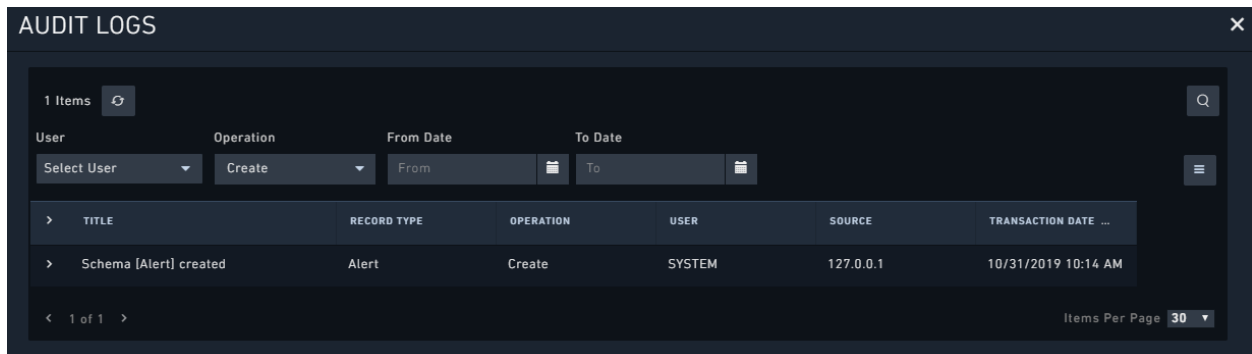 AUDIT LOGS
1 Items
User Operation From Date To Date
Select User Create From To
TITLE RECORD TYPE OPERATION USER SOURCE TRANSACTION DATE ...
Schema [Alert] created Alert Create SYSTEM 127.0.0.1 10/31/2019 10:14 AM
< 1 of 1 > Items Per Page 30